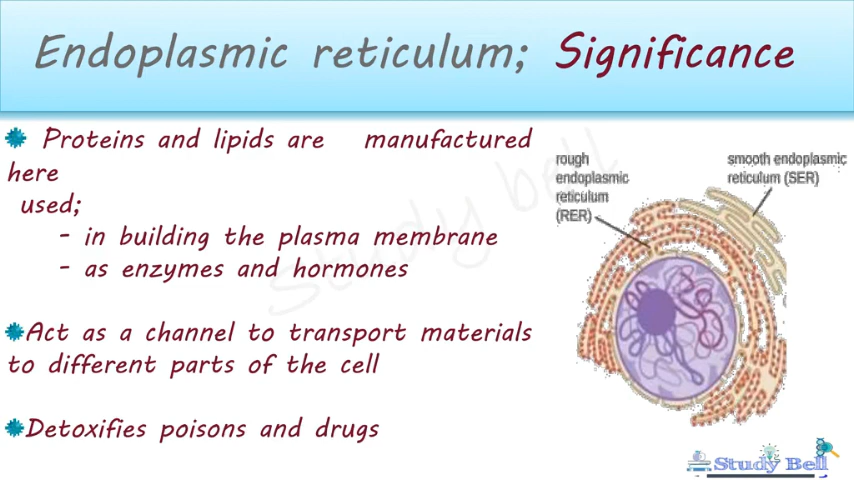 Endoplasmic reticulum; Significance
Proteins and lipids are manufactured
here
used;
- in building the plasma membrane
- as enzymes and hormones
Act as a channel to transport materials
to different parts of the cell
Detoxifies poisons and drugs
rough
endoplasmic
reticulum
(RER)
smooth endoplasmic
reticulum (SER)
Study bell
Study Bell